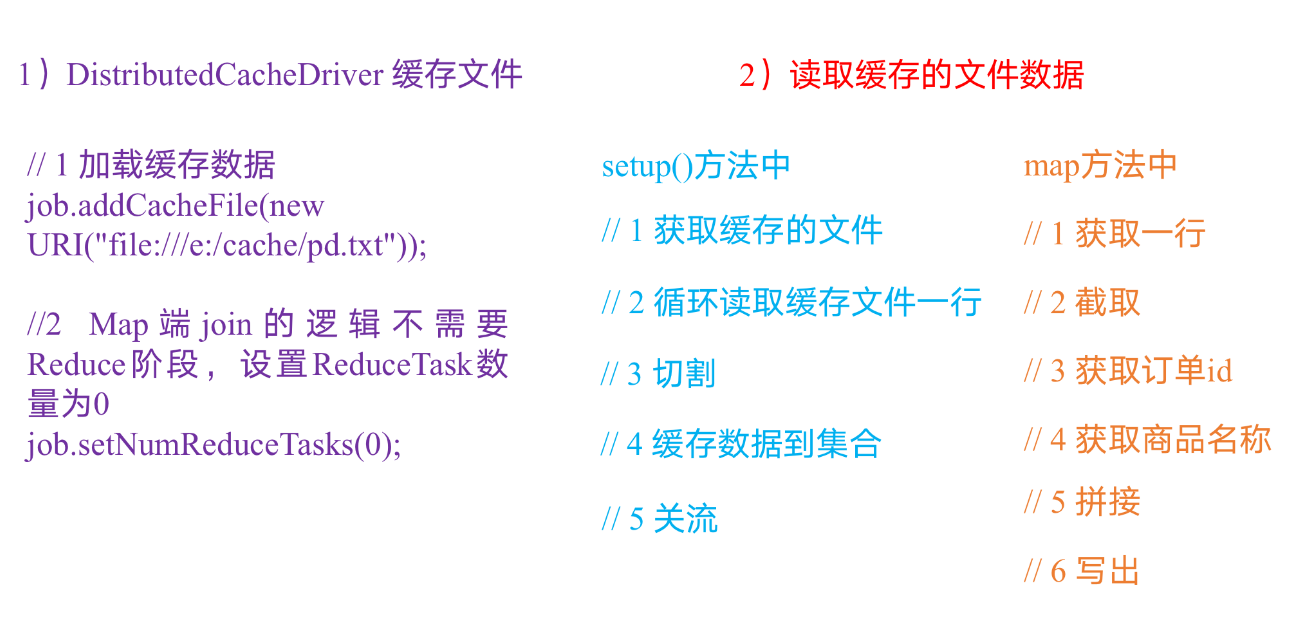 1）DistributedCacheDriver 缓存文件
// 1 加载缓存数据
job.addCacheFile(new
URI("file:///e:/cache/pd.txt"));
//2 Map 端 join 的 逻 辑 不 需 要
Reduce阶段，设置ReduceTask数
量为0
job.setNumReduceTasks(0);
2）读取缓存的文件数据
setup()方法中
// 1 获取缓存的文件
// 2 循环读取缓存文件一行
// 3 切割
// 4 缓存数据到集合
// 5 关流
map方法中
// 1 获取一行
// 2 截取
// 3 获取订单id
// 4 获取商品名称
// 5 拼接
// 6 写出